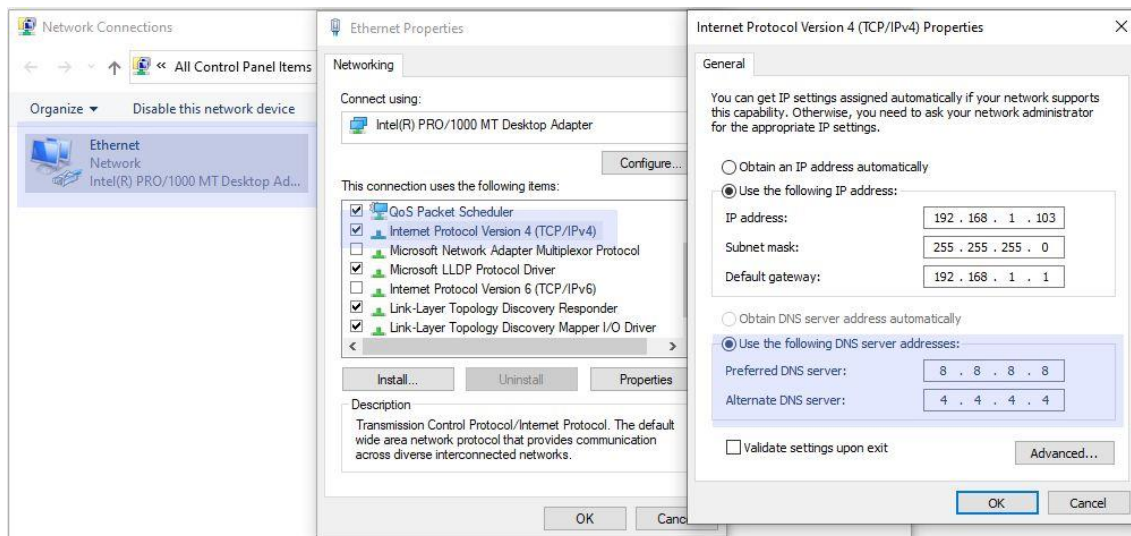 Network Connections
All Control Panel Items
Organize
Disable this network device
Ethernet
Network
Intel(R) PRO/1000 MT Desktop Ad...
Ethernet Properties
Networking
Connect using:
Intel(R) PRO/1000 MT Desktop Adapter
Configure...
This connection uses the following items:
QoS Packet Scheduler
Internet Protocol Version 4 (TCP/IPv4)
Microsoft Network Adapter Multiplexor Protocol
Microsoft LLDP Protocol Driver
Internet Protocol Version 6 (TCP/IPv6)
Link-Layer Topology Discovery Responder
Link-Layer Topology Discovery Mapper I/O Driver
Install...
Uninstall
Properties
Description
Transmission Control Protocol/Internet Protocol. The default
wide area network protocol that provides communication
across diverse interconnected networks.
OK
Canc
Internet Protocol Version 4 (TCP/IPv4) Properties
General
You can get IP settings assigned automatically if your network supports
this capability. Otherwise, you need to ask your network administrator
for the appropriate IP settings.
Obtain an IP address automatically
Use the following IP address:
IP address: 192 . 168 . 1 . 103
Subnet mask: 255 . 255 . 255 . 0
Default gateway: 192 . 168 . 1 . 1
Obtain DNS server address automatically
Use the following DNS server addresses:
Preferred DNS server: 8 . 8 . 8 . 8
Alternate DNS server: 4 . 4 . 4 . 4
Validate settings upon exit
Advanced...
OK
Cancel